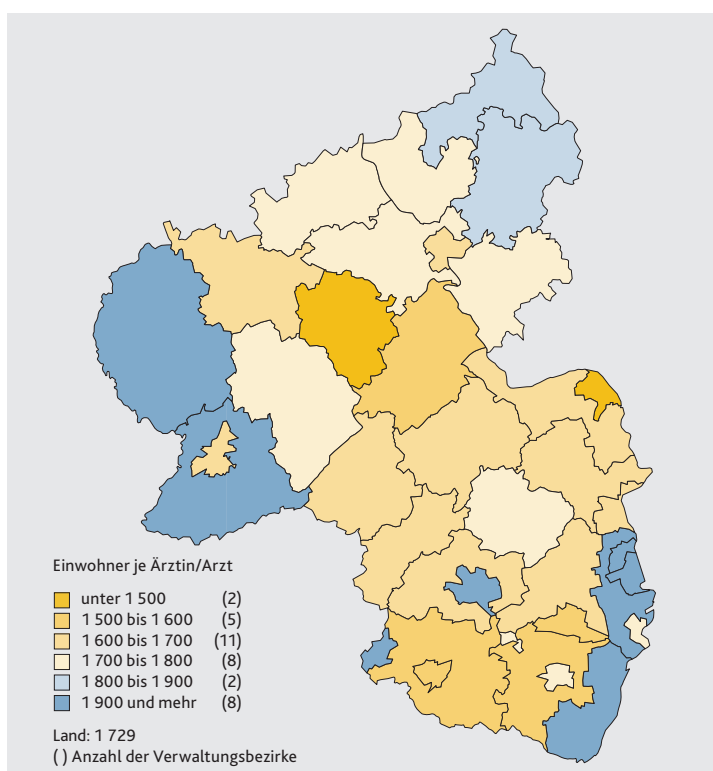 Einwohner je Ärztin/Arzt
unter 1 500 (2)
1 500 bis 1 600 (5)
1 600 bis 1 700 (11)
1 700 bis 1 800 (8)
1 800 bis 1 900 (2)
1 900 und mehr (8)
Land: 1 729
( ) Anzahl der Verwaltungsbezirke